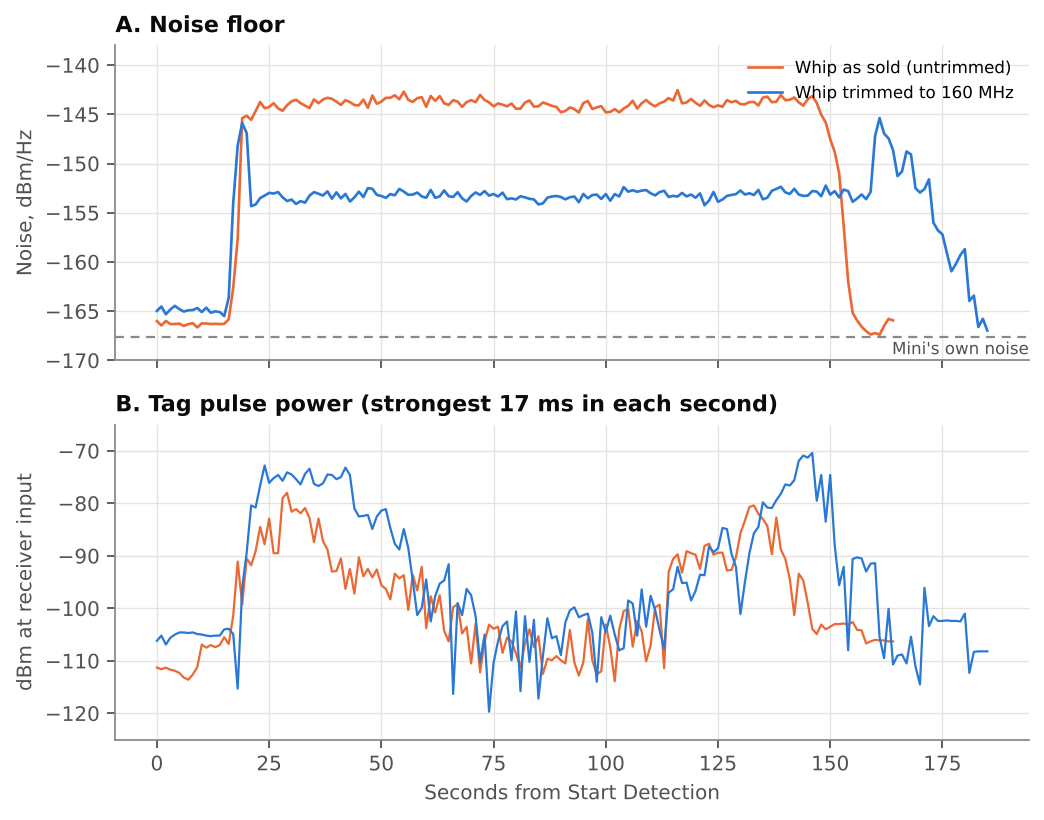 A. Noise floor
Noise, dBm/Hz
−140
−145
−150
−155
−160
−165
−170
Whip as sold (untrimmed)
Whip trimmed to 160 MHz
Mini's own noise
B. Tag pulse power (strongest 17 ms in each second)
dBm at receiver input
−70
−80
−90
−100
−110
−120
0 25 50 75 100 125 150 175
Seconds from Start Detection